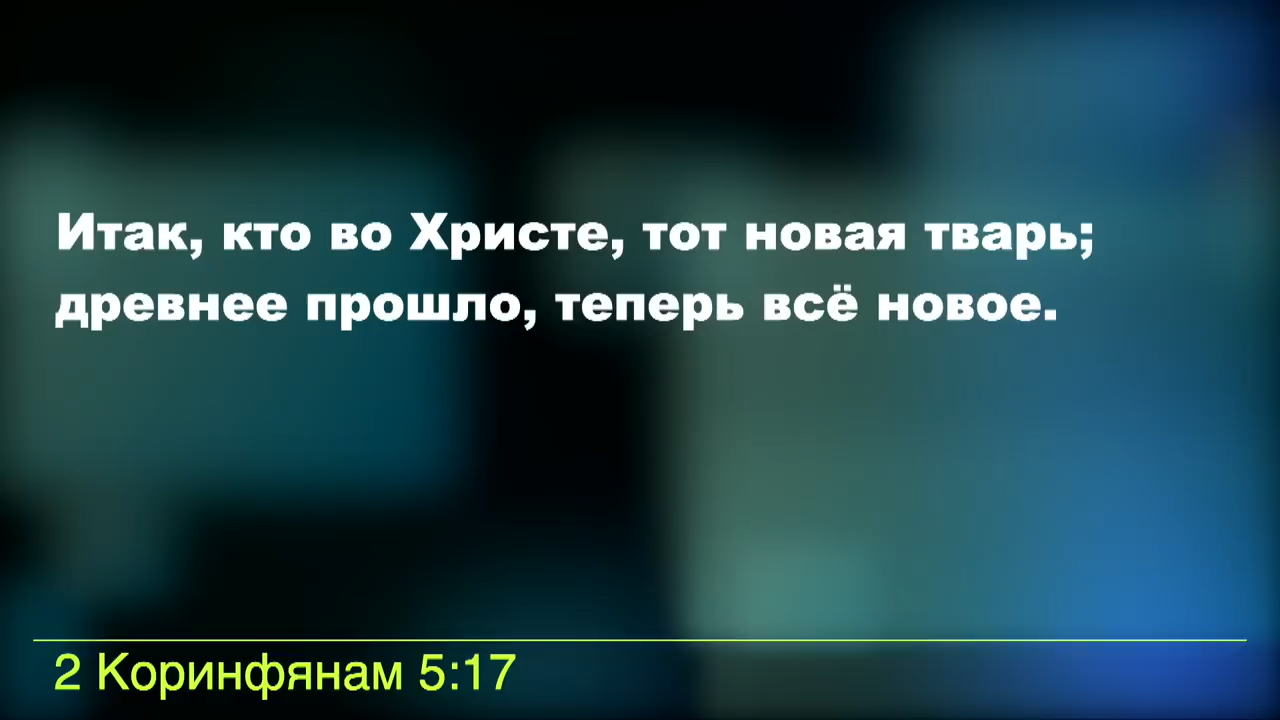 Итак, кто во Христе, тот новая тварь;
древнее прошло, теперь всё новое.
2 Коринфянам 5:17